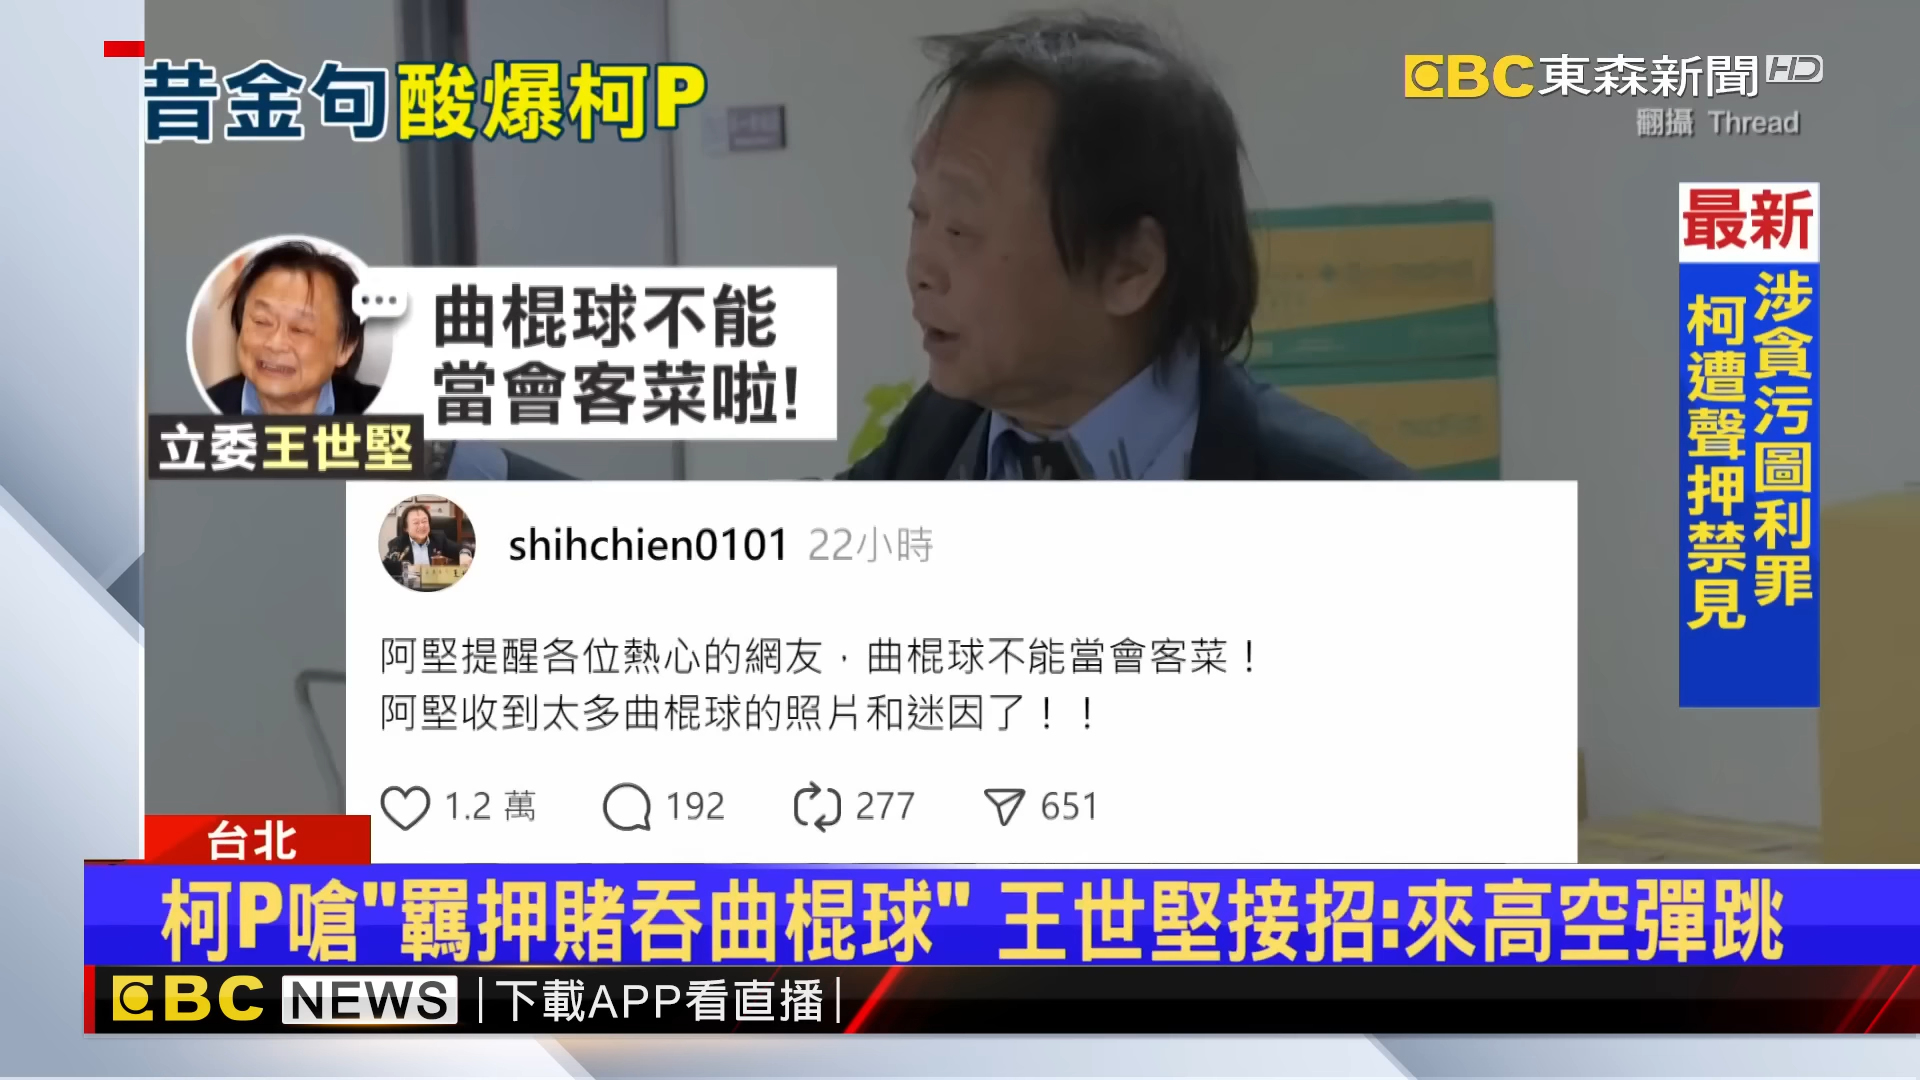 昔金句酸爆柯P
EBC東森新聞HD
翻攝 Thread
最新
涉貪污圖利罪
柯遭聲押禁見
曲棍球不能
當會客菜啦!
立委王世堅
shihchien0101 22小時
阿堅提醒各位熱心的網友，曲棍球不能當會客菜！
阿堅收到太多曲棍球的照片和迷因了！！
1.2 萬 192 277 651
台北
柯P嗆"羈押賭吞曲棍球" 王世堅接招:來高空彈跳
EBC NEWS 下載APP看直播